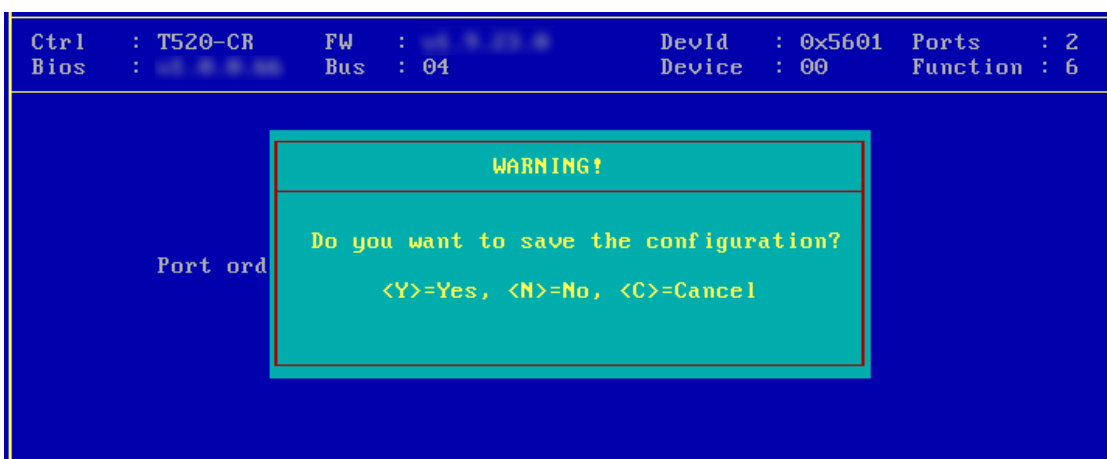 Ctrl : T520-CR FW : DevId : 0x5601 Ports : 2
Bios : Bus : 04 Device : 00 Function : 6
WARNING!
Do you want to save the configuration?
Port ord
<Y>=Yes, <N>=No, <C>=Cancel